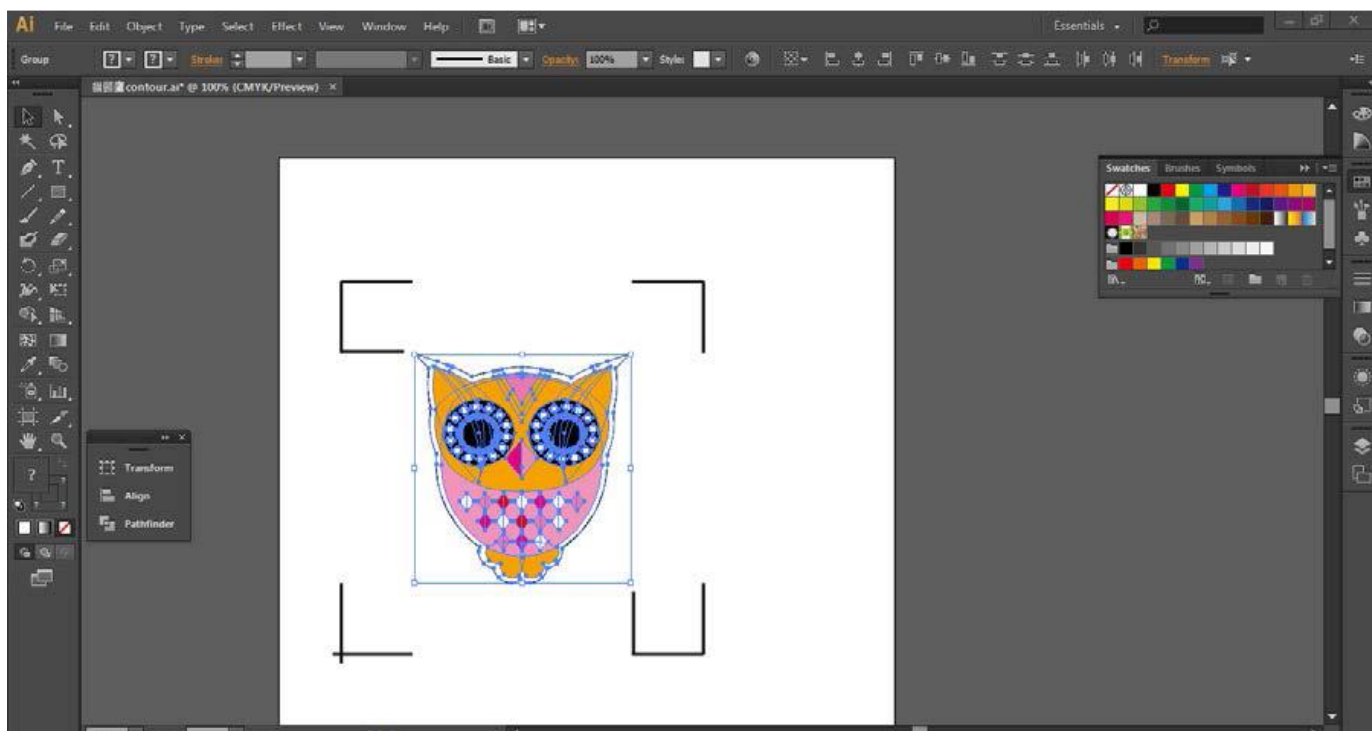 Ai File Edit Object Type Select Effect View Window Help Essentials
Group ? ? Stroke: Basic Opacity: 100% Style: Transform
contour.ai* @ 100% (CMYK/Preview) ×
Swatches Brushes Symbols
Transform
Align
Pathfinder
? ?
? ?